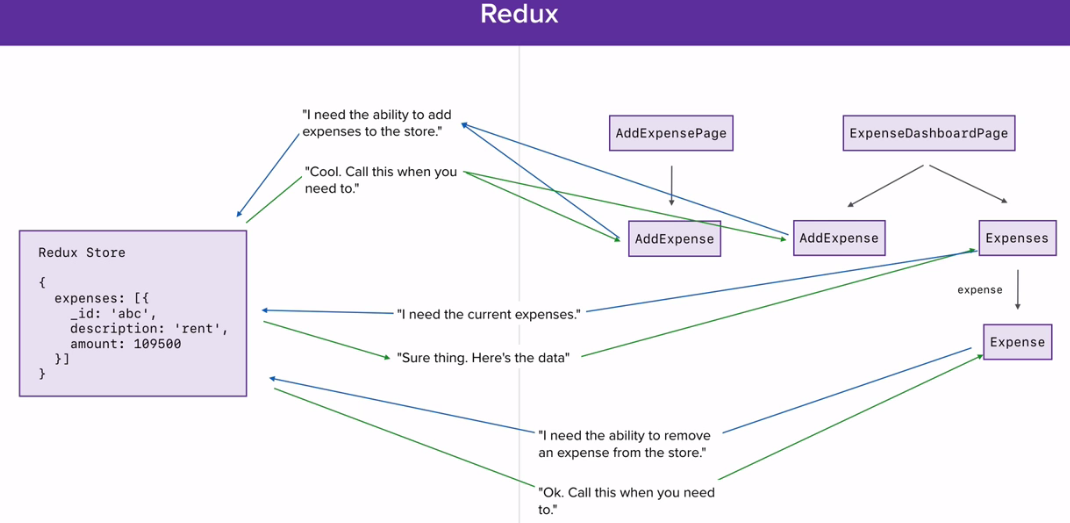 Redux
"I need the ability to add
expenses to the store."
"Cool. Call this when you
need to."
AddExpensePage
ExpenseDashboardPage
AddExpense
AddExpense
Expenses
Redux Store
{
expenses: [{
_id: 'abc',
description: 'rent',
amount: 109500
}]
}
"I need the current expenses."
"Sure thing. Here's the data"
expense
Expense
"I need the ability to remove
an expense from the store."
"Ok. Call this when you need
to."